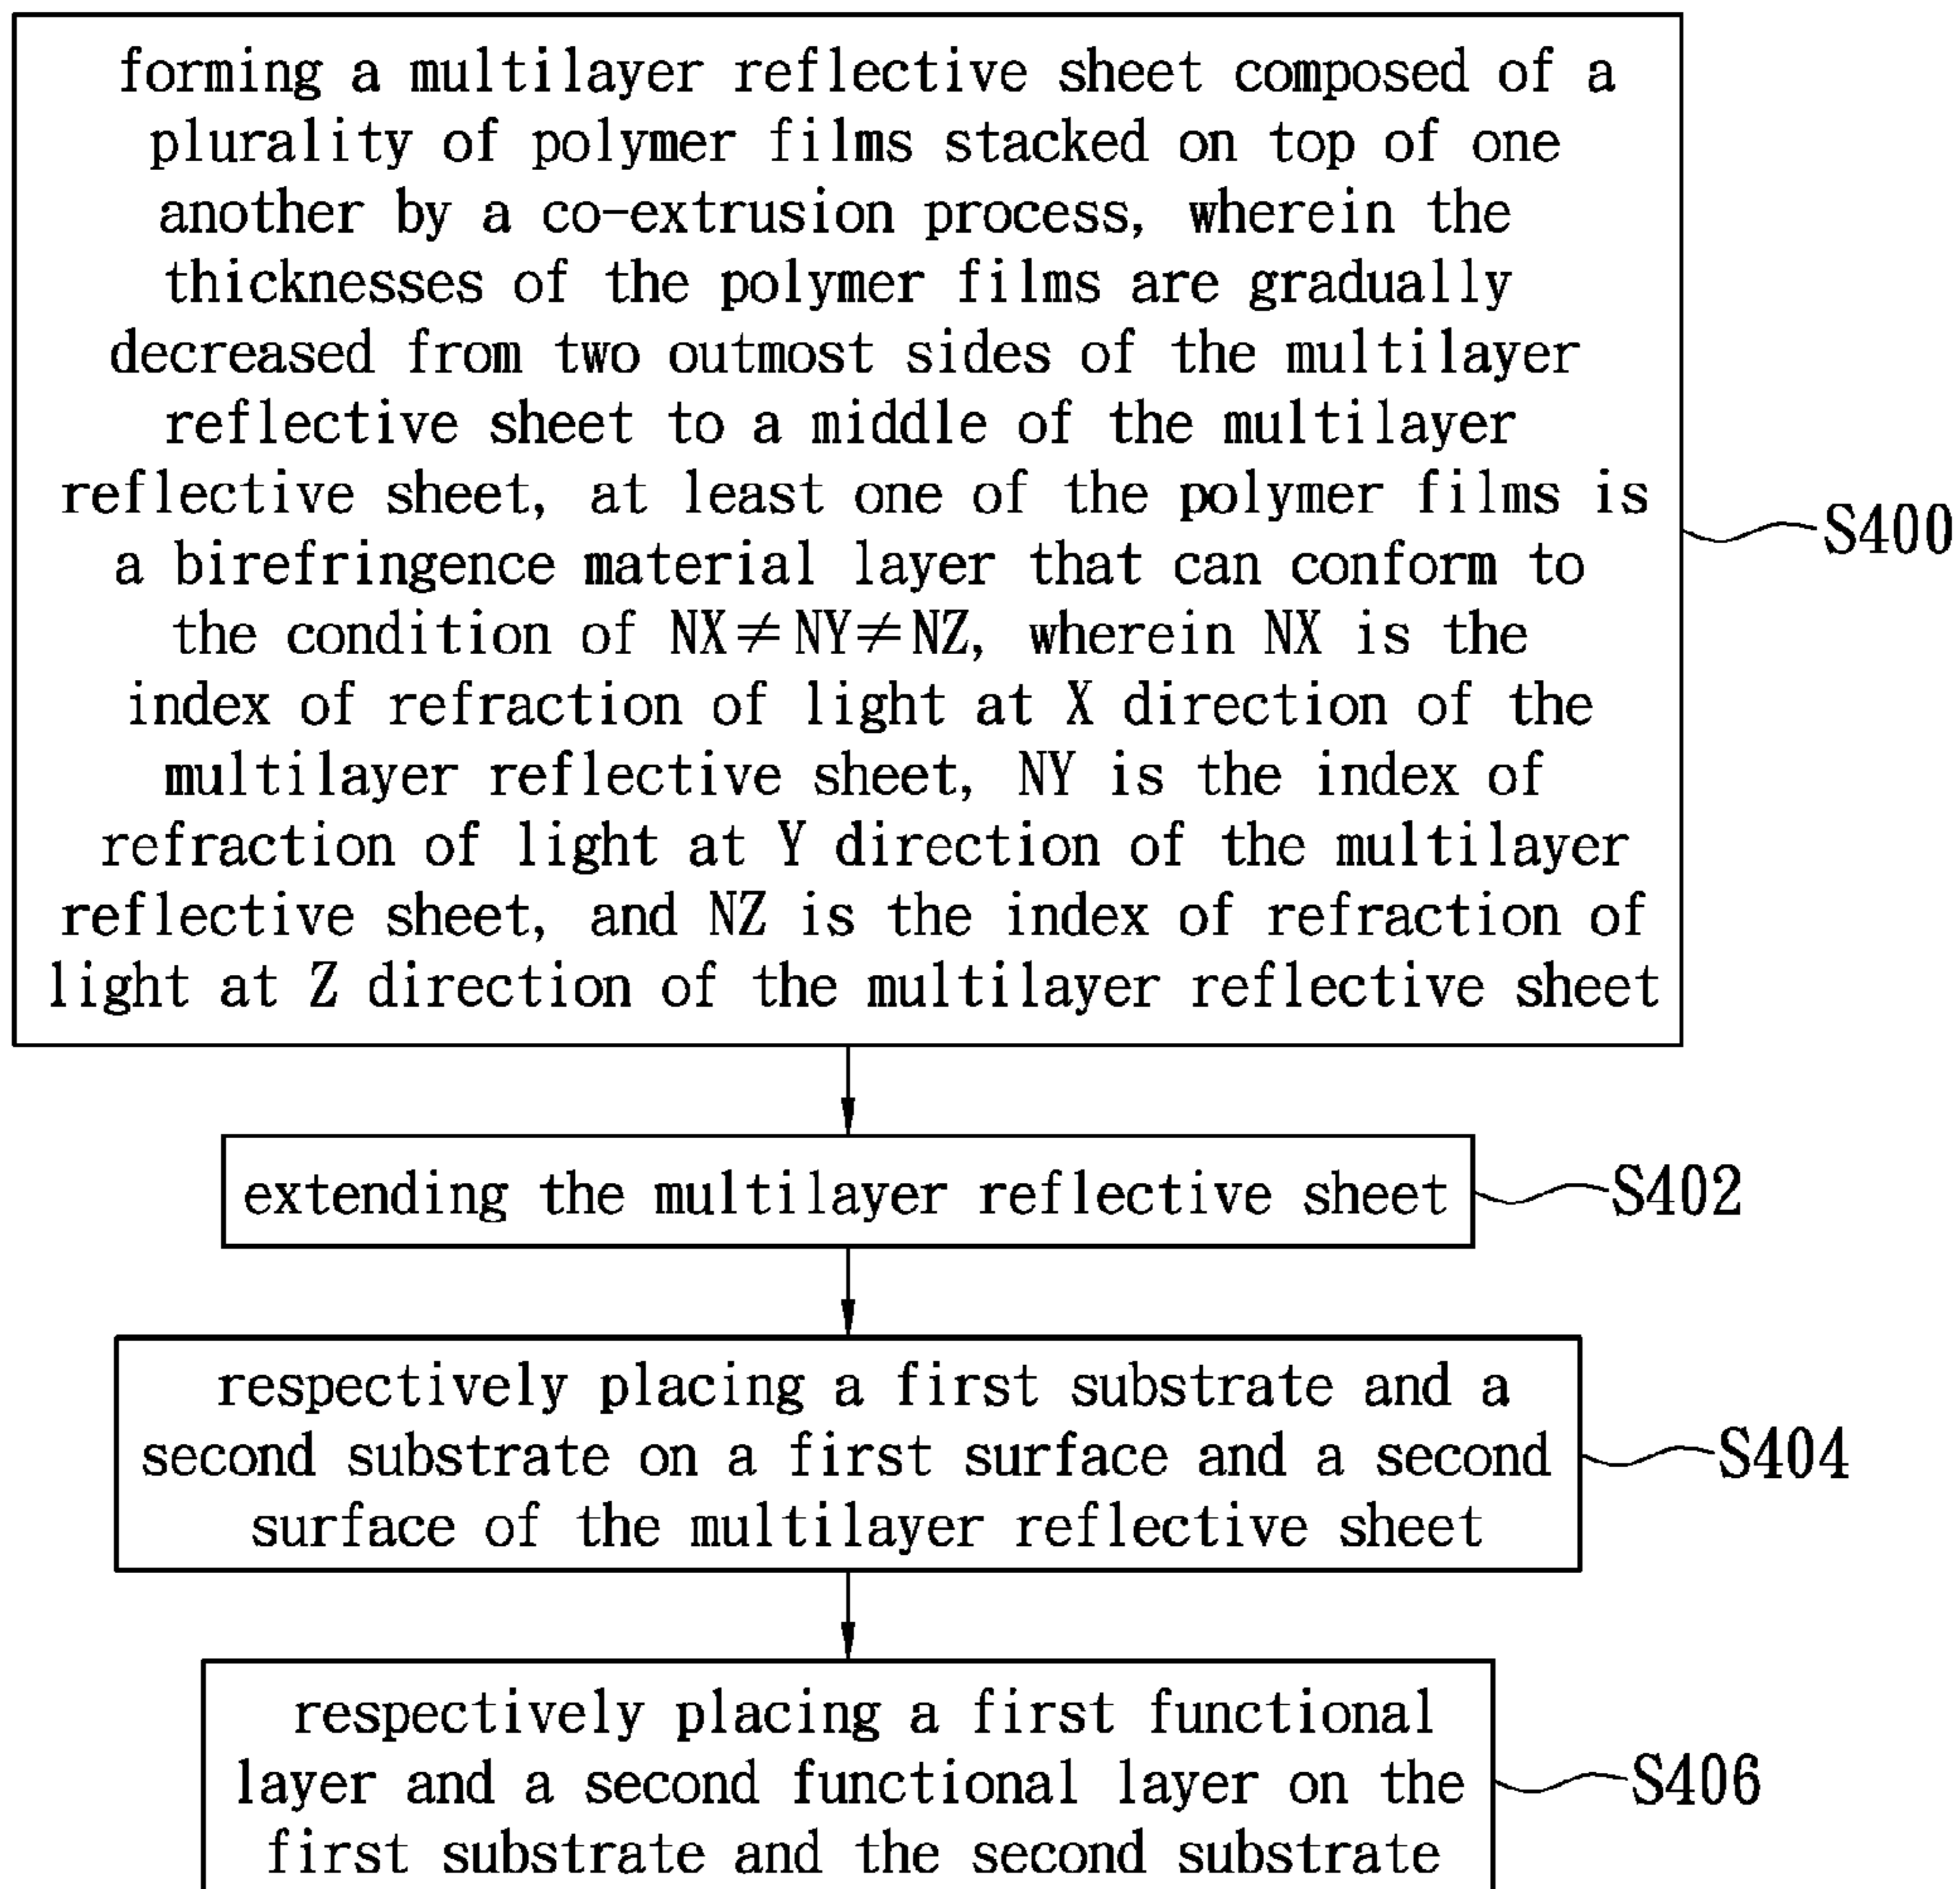 forming a multilayer reflective sheet composed of a
plurality of polymer films stacked on top of one
another by a co-extrusion process, wherein the
thicknesses of the polymer films are gradually
decreased from two outmost sides of the multilayer
reflective sheet to a middle of the multilayer
reflective sheet, at least one of the polymer films is
a birefringence material layer that can conform to
the condition of NX≠NY≠NZ, wherein NX is the
index of refraction of light at X direction of the
multilayer reflective sheet, NY is the index of
refraction of light at Y direction of the multilayer
reflective sheet, and NZ is the index of refraction of
light at Z direction of the multilayer reflective sheet
S400
extending the multilayer reflective sheet
S402
respectively placing a first substrate and a
second substrate on a first surface and a second
surface of the multilayer reflective sheet
S404
respectively placing a first functional
layer and a second functional layer on the
first substrate and the second substrate
S406